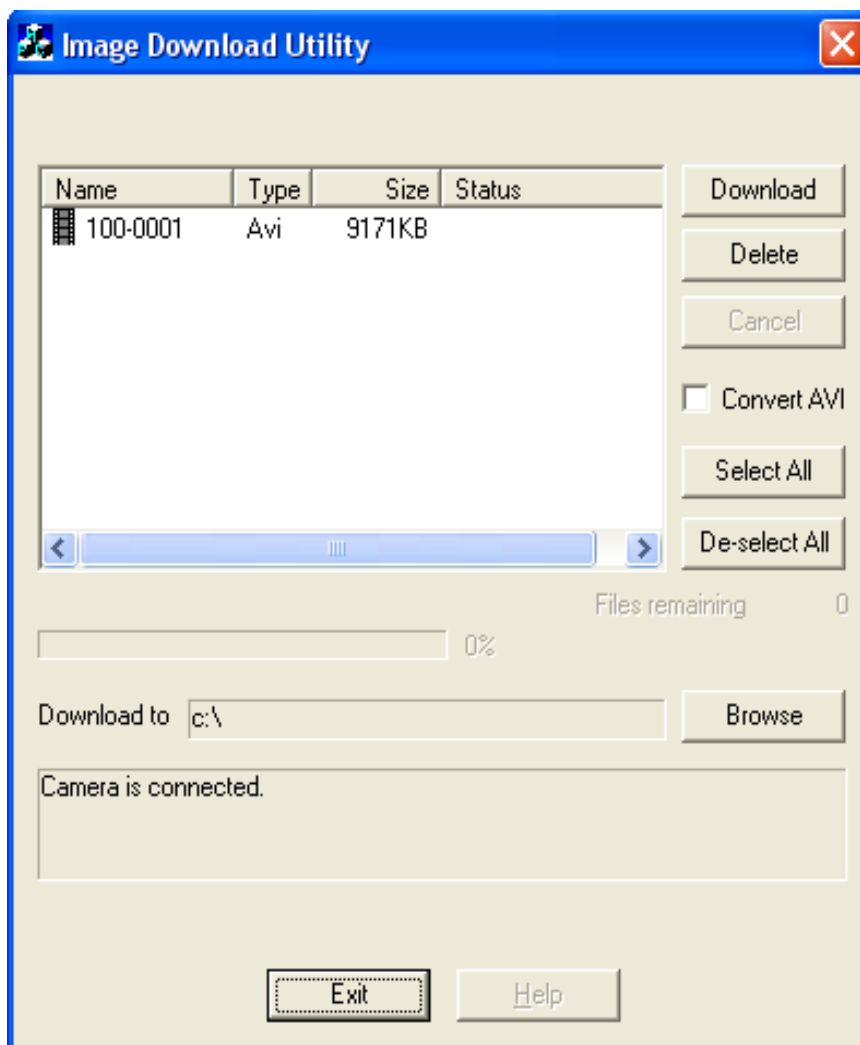 Image Download Utility
Name Type Size Status
100-0001 Avi 9171KB
Download
Delete
Cancel
Convert AVI
Select All
De-select All
Files remaining 0
0%
Download to c:\
Browse
Camera is connected.
Exit
Help